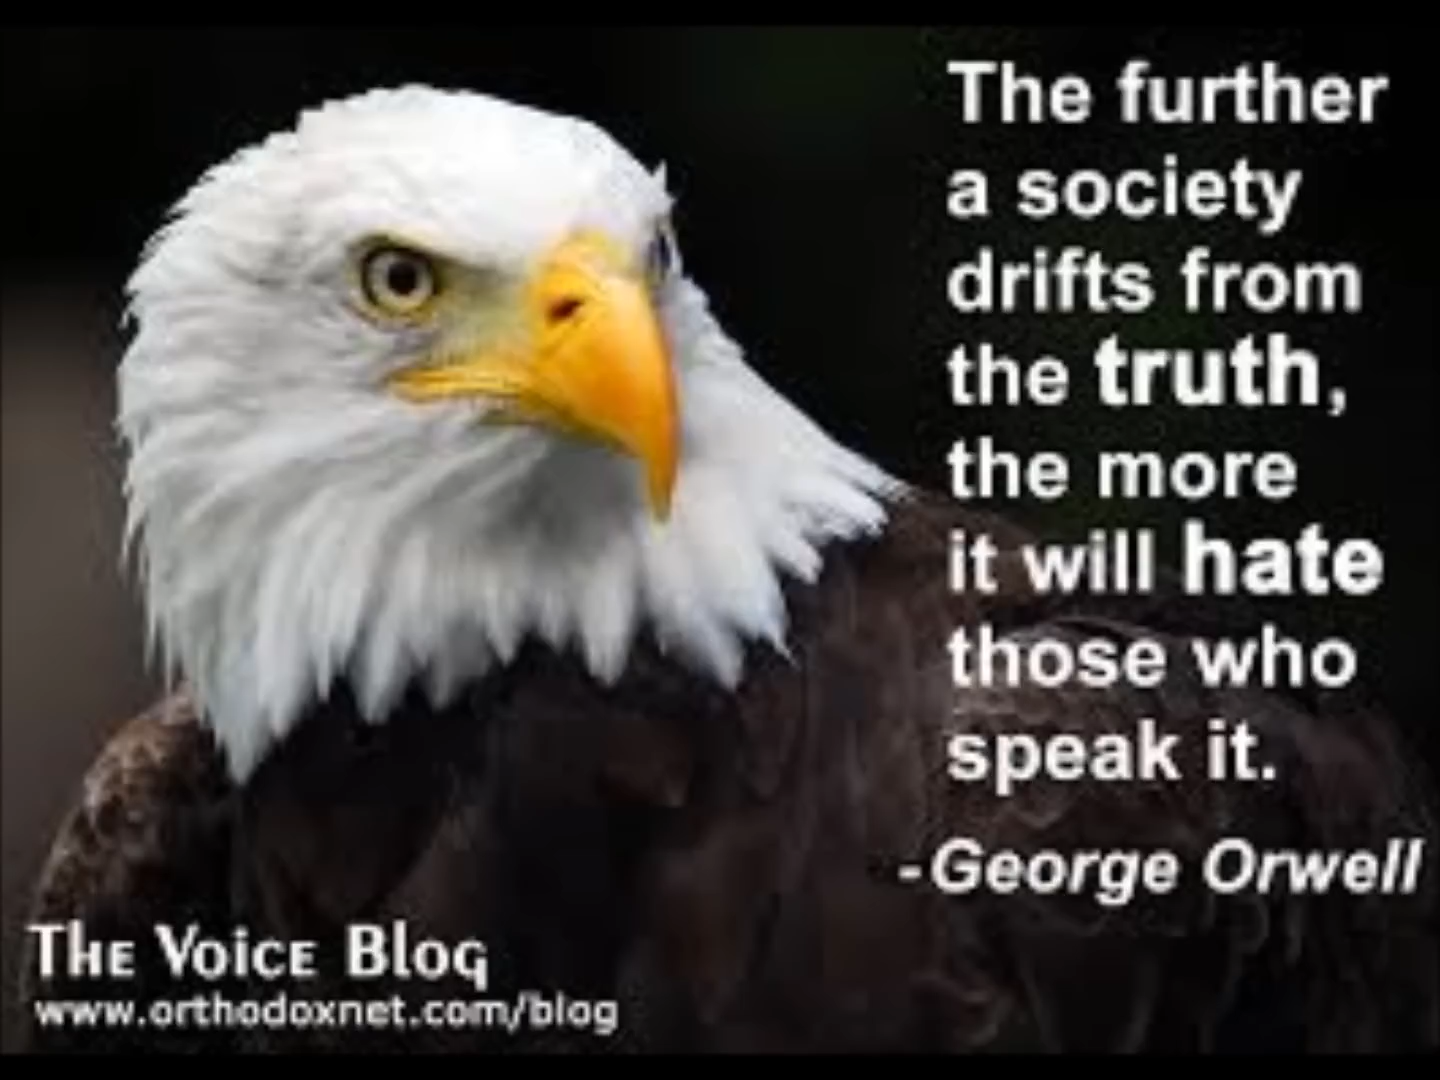 The further
a society
drifts from
the truth,
the more
it will hate
those who
speak it.
-George Orwell
The Voice Blog
www.orthodoxnet.com/blog